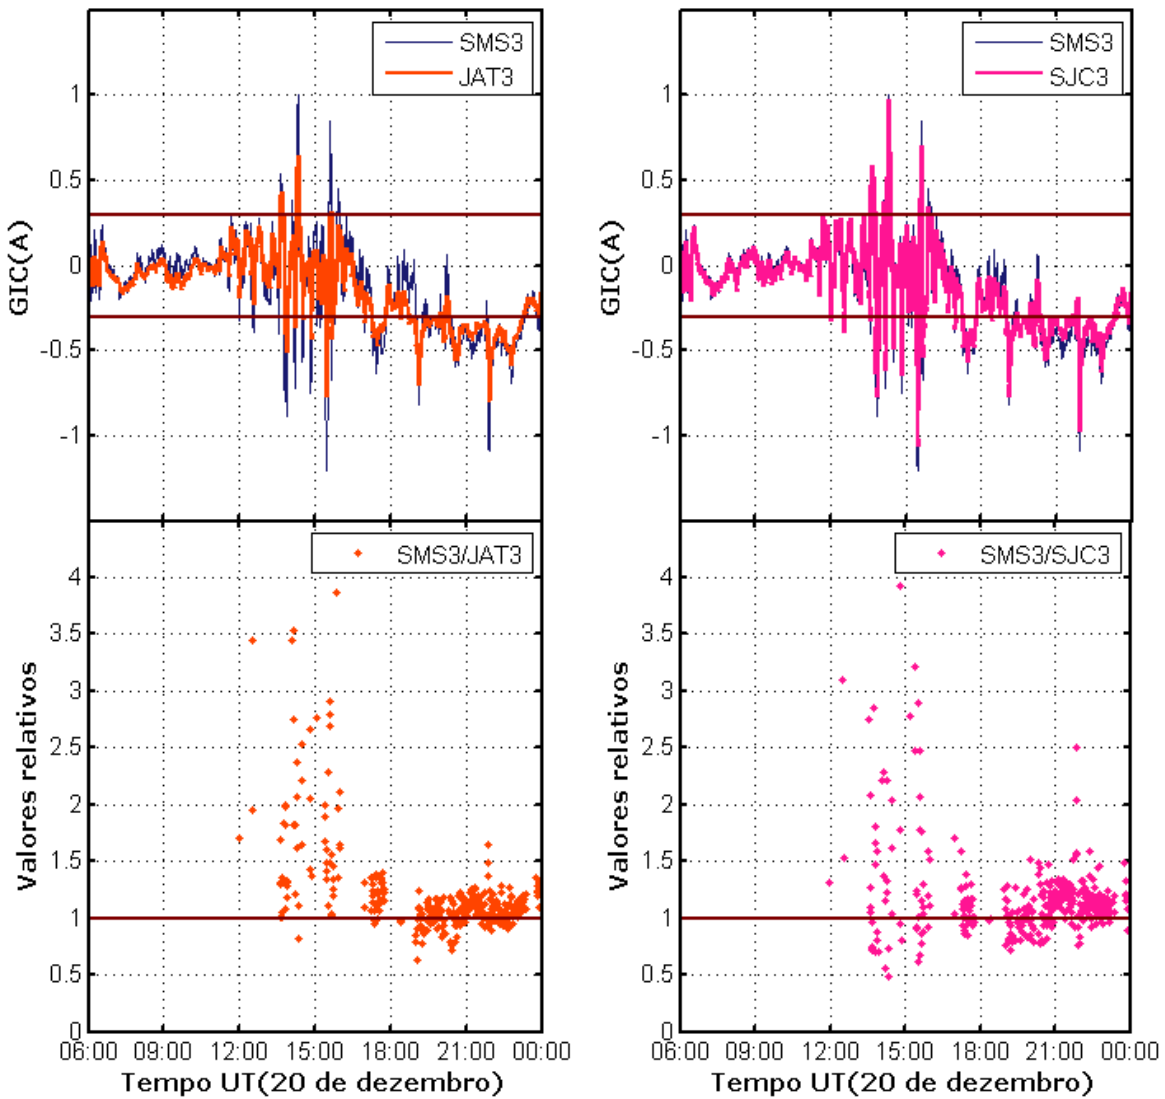 SMS3
JAT3
1
0.5
0
-0.5
-1
GIC(A)
SMS3
SJC3
1
0.5
0
-0.5
-1
GIC(A)
SMS3/JAT3
4
3.5
3
2.5
2
1.5
1
0.5
0
Valores relativos
06:00 09:00 12:00 15:00 18:00 21:00 00:00
Tempo UT(20 de dezembro)
SMS3/SJC3
4
3.5
3
2.5
2
1.5
1
0.5
0
Valores relativos
06:00 09:00 12:00 15:00 18:00 21:00 00:00
Tempo UT(20 de dezembro)